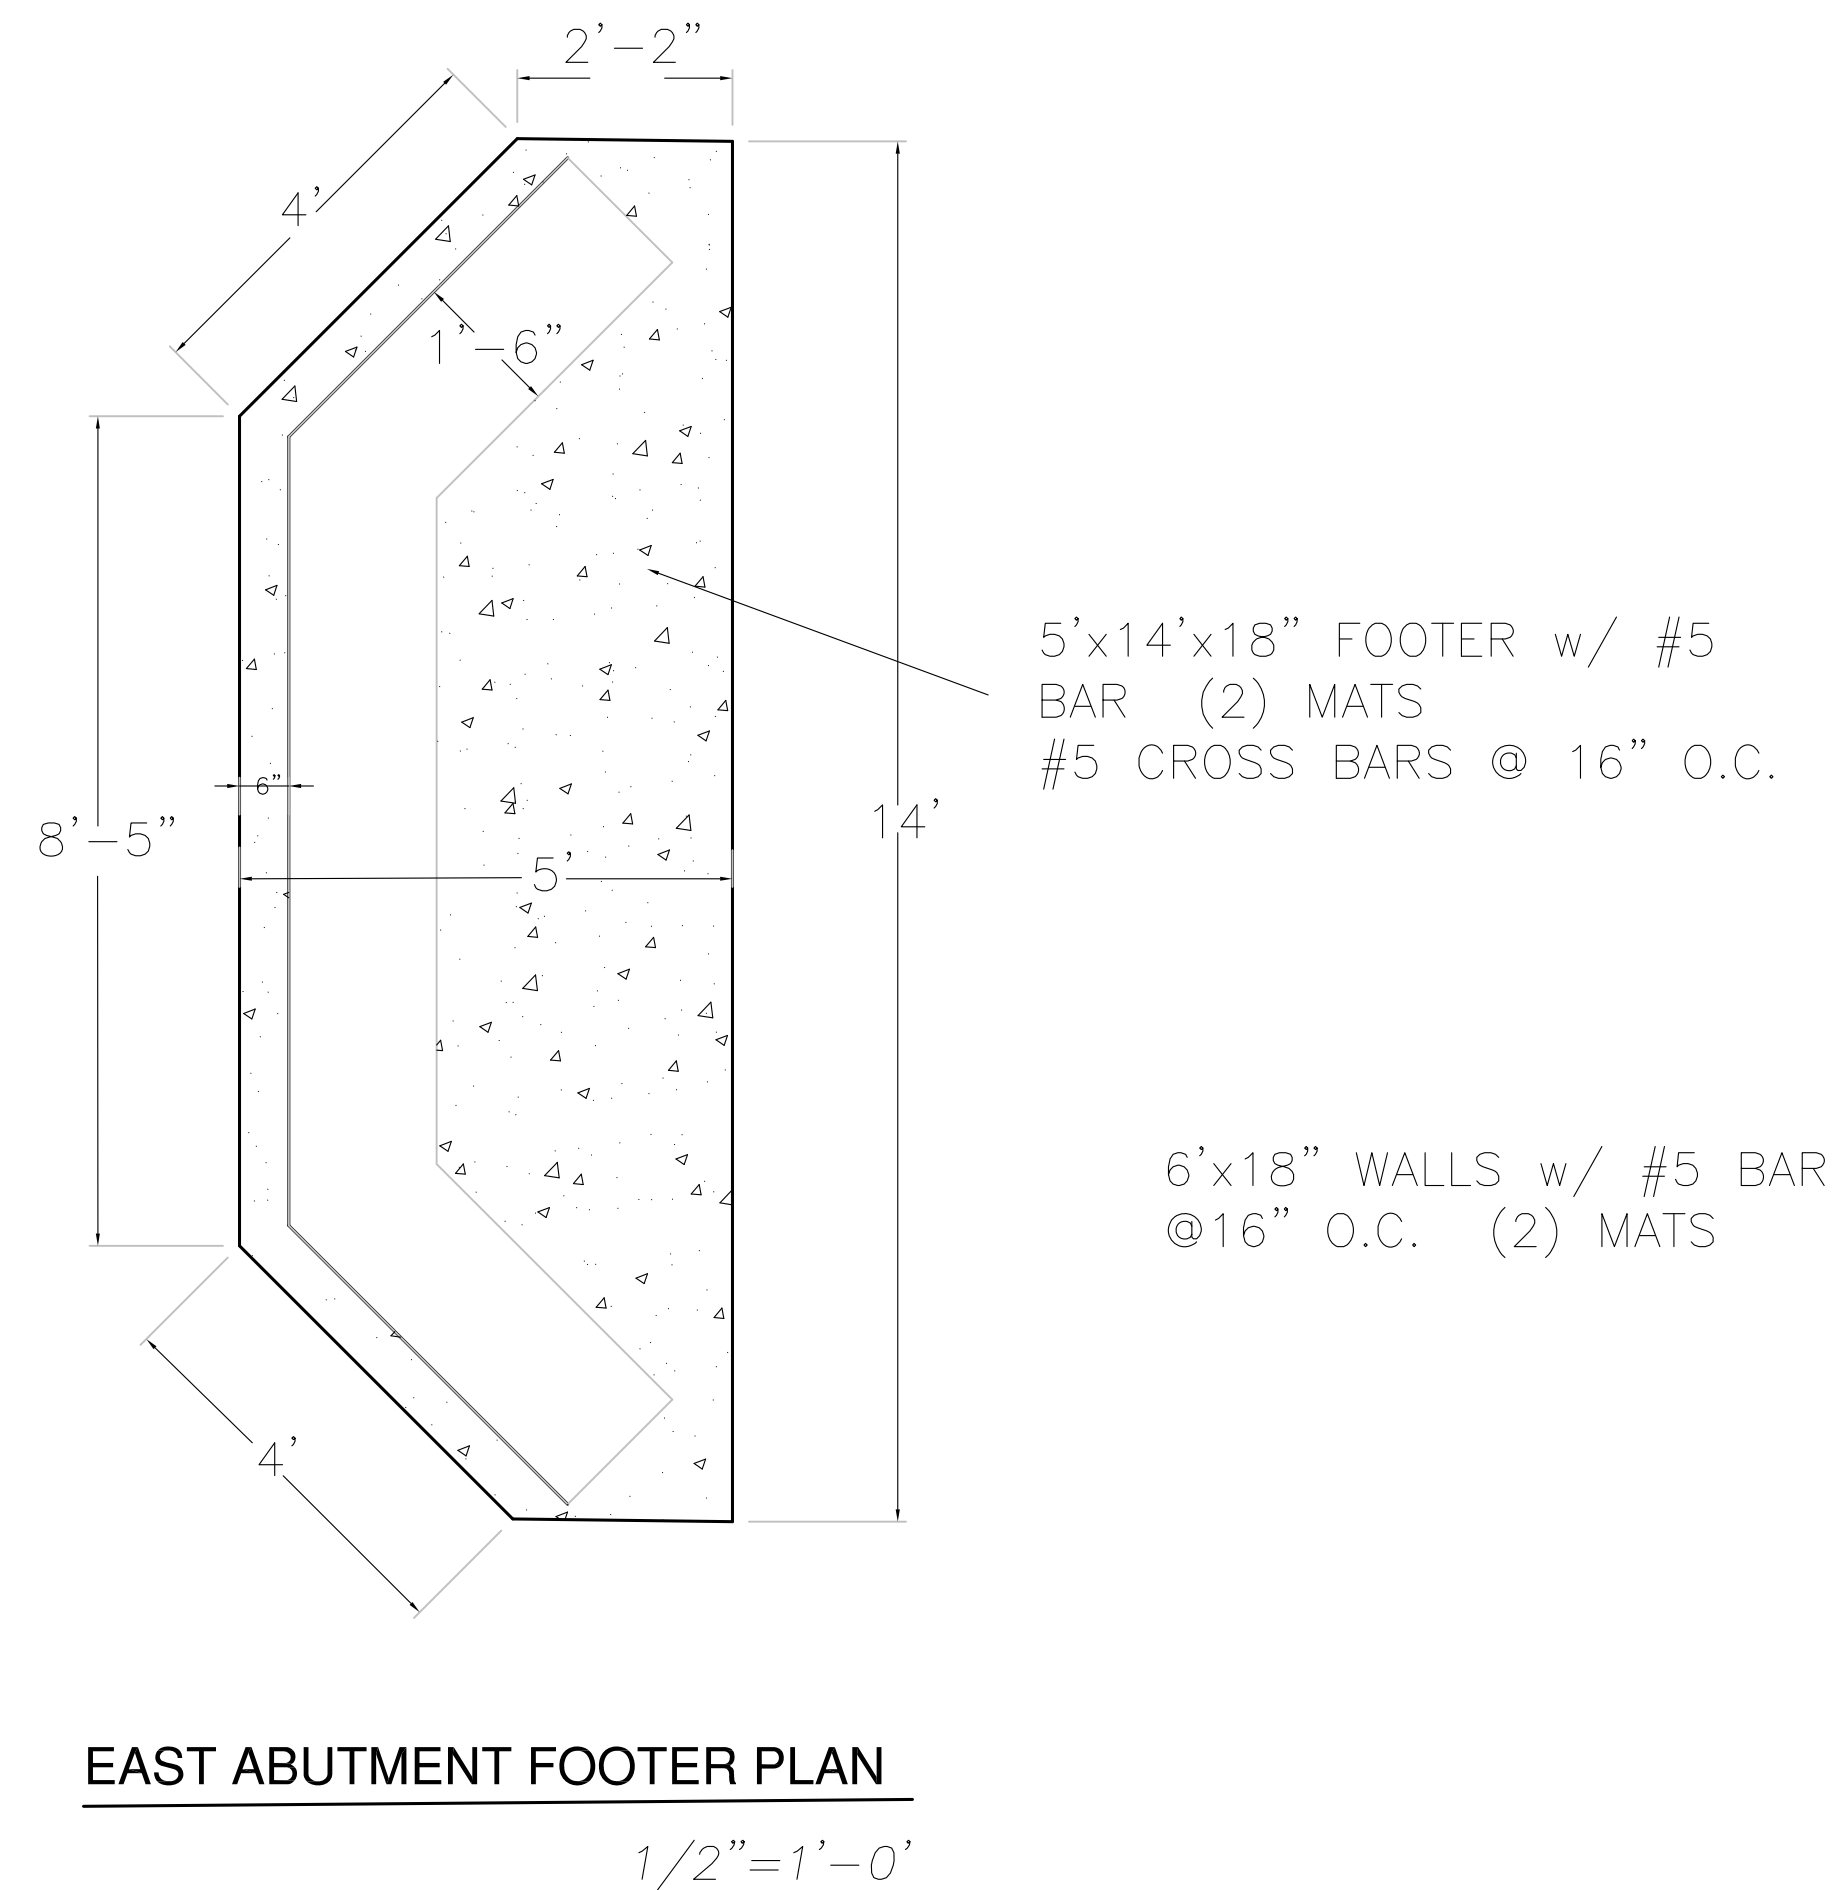 2'-2"
4'
1'-6"
5'x14'x18" FOOTER w/ #5
BAR (2) MATS
#5 CROSS BARS @ 16" O.C.
6"
8'-5"
14'
5'
6'x18" WALLS w/ #5 BAR
@16" O.C. (2) MATS
4'
EAST ABUTMENT FOOTER PLAN
1/2"=1'-0'